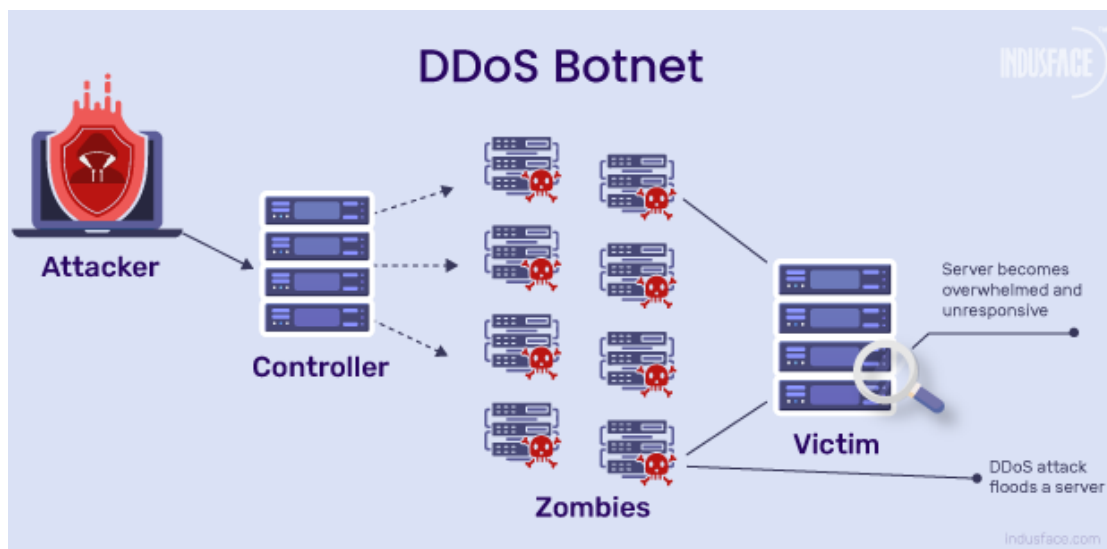 DDoS Botnet
INDUSFACE
Attacker
Controller
Zombies
Victim
Server becomes
overwhelmed and
unresponsive
DDoS attack
floods a server
Indusface.com